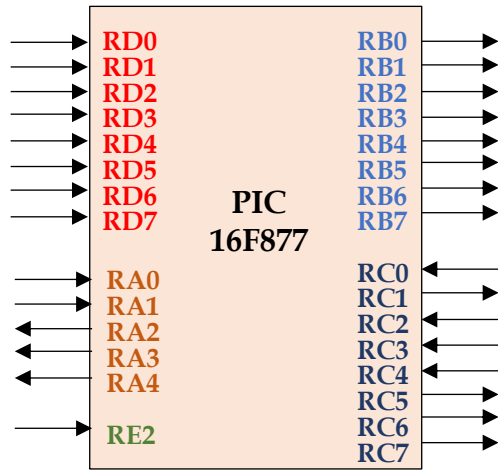 RD0
RD1
RD2
RD3
RD4
RD5
RD6
RD7
RA0
RA1
RA2
RA3
RA4
RE2
PIC
16F877
RB0
RB1
RB2
RB3
RB4
RB5
RB6
RB7
RC0
RC1
RC2
RC3
RC4
RC5
RC6
RC7